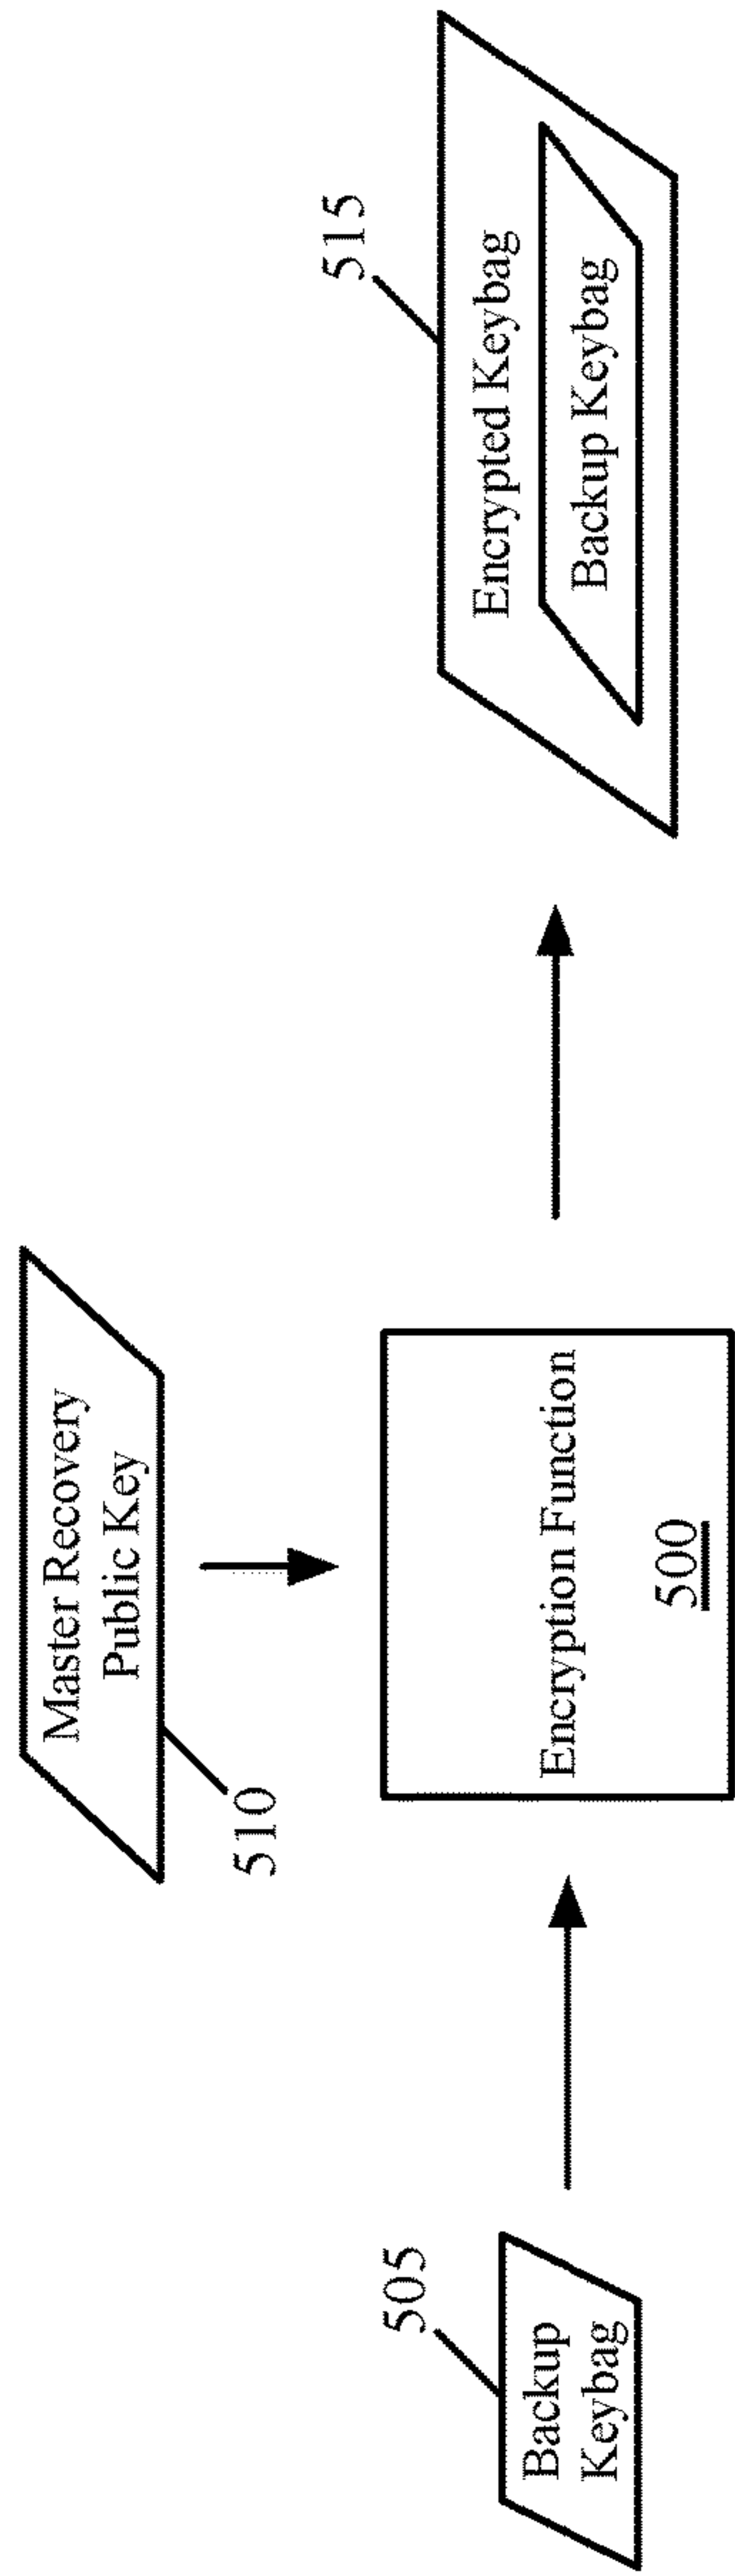 Master Recovery
Public Key
510
515
505
Backup
Keybag
Encryption Function
500
Encrypted Keybag
Backup Keybag